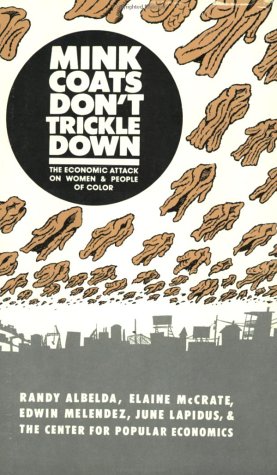 MINK
COATS
DON'T
TRICKLE
DOWN
THE ECONOMIC ATTACK
ON WOMEN & PEOPLE
OF COLOR
RANDY ALBELDA, ELAINE McCRATE,
EDWIN MELENDEZ, JUNE LAPIDUS, &
THE CENTER FOR POPULAR ECONOMICS